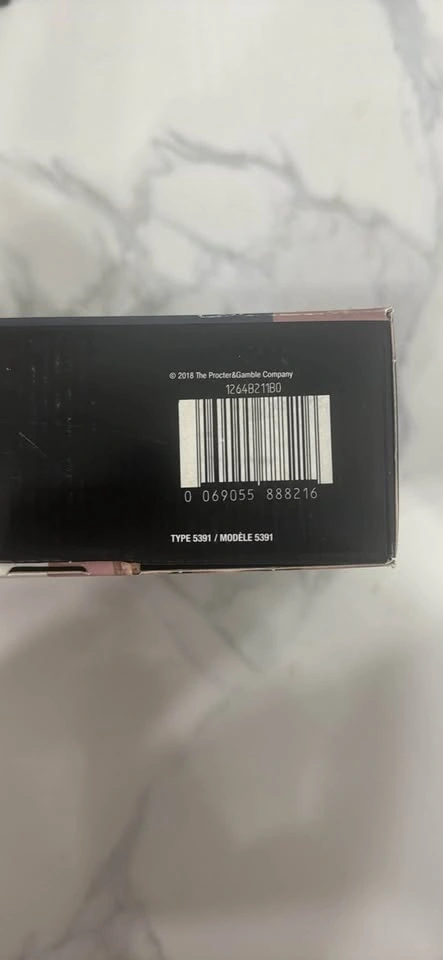 © 2018 The Procter&Gamble Company
1264B211B0
0 069055 888216
TYPE 5391 / MODÈLE 5391